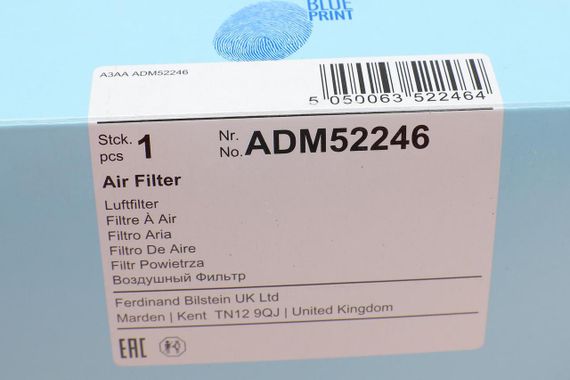 BLUE
PRINT
A3AA ADM52246
5 050063 522464
Stck. pcs 1 Nr. No. ADM52246
Air Filter
Luftfilter
Filtre À Air
Filtro Aria
Filtro De Aire
Filtr Powietrza
Воздушный Фильтр
Ferdinand Bilstein UK Ltd
Marden | Kent TN12 9QJ | United Kingdom
EAC